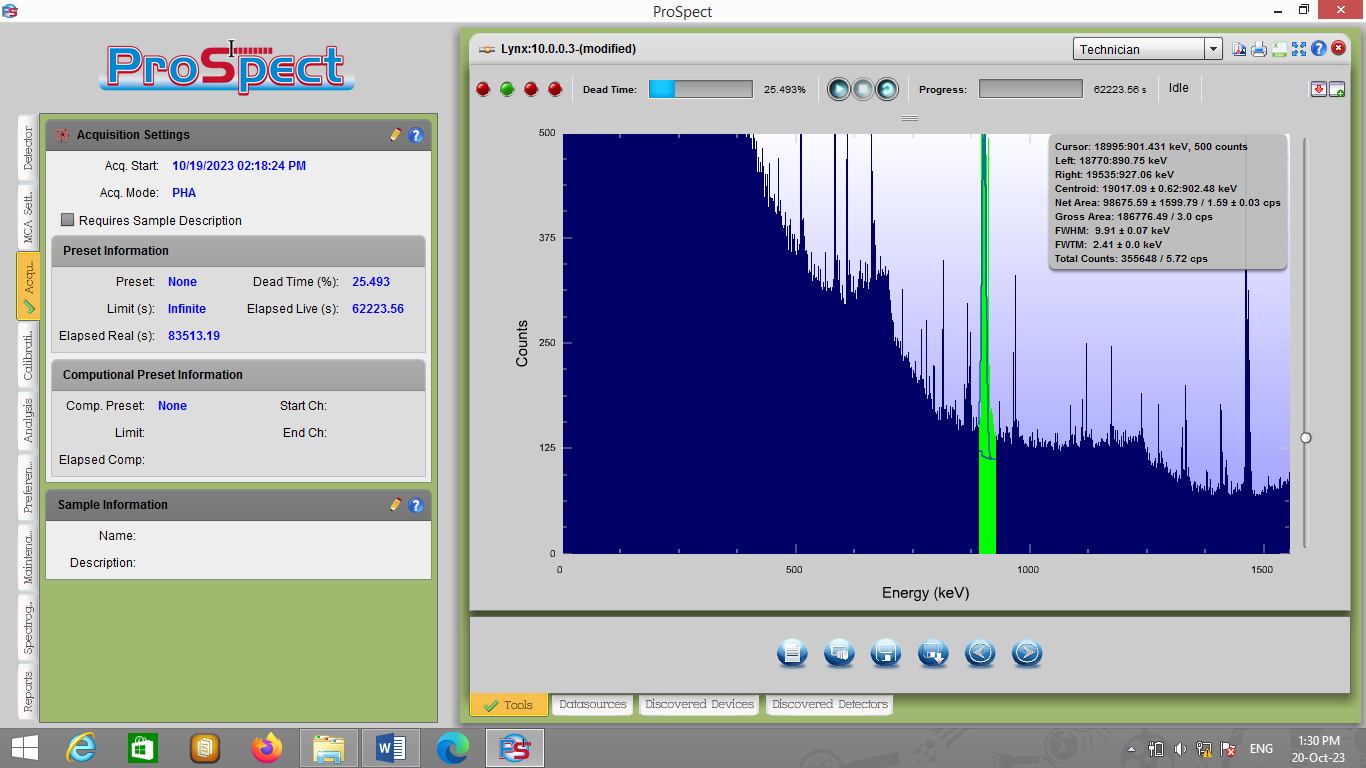 ProSpect
ProSpect
Detector
MCA Sett..
Acqu..
Calibrati..
Analysis
Preferen..
Maintena..
Spectrog..
Reports
Acquisition Settings
Acq. Start: 10/19/2023 02:18:24 PM
Acq. Mode: PHA
Requires Sample Description
Preset Information
Preset: None Dead Time (%): 25.493
Limit (s): Infinite Elapsed Live (s): 62223.56
Elapsed Real (s): 83513.19
Computional Preset Information
Comp. Preset: None Start Ch:
Limit: End Ch:
Elapsed Comp:
Sample Information
Name:
Description:
Lynx:10.0.0.3-(modified)
Technician
Dead Time: 25.493% Progress: 62223.56 s Idle
Cursor: 18995:901.431 keV, 500 counts
Left: 18770:890.75 keV
Right: 19535:927.06 keV
Centroid: 19017.09 ± 0.62:902.48 keV
Net Area: 98675.59 ± 1599.79 / 1.59 ± 0.03 cps
Gross Area: 186776.49 / 3.0 cps
FWHM: 9.91 ± 0.07 keV
FWTM: 2.41 ± 0.0 keV
Total Counts: 355648 / 5.72 cps
500
375
250
125
0
Counts
0 500 1000 1500
Energy (keV)
Tools Datasources Discovered Devices Discovered Detectors
ENG
1:30 PM
20-Oct-23